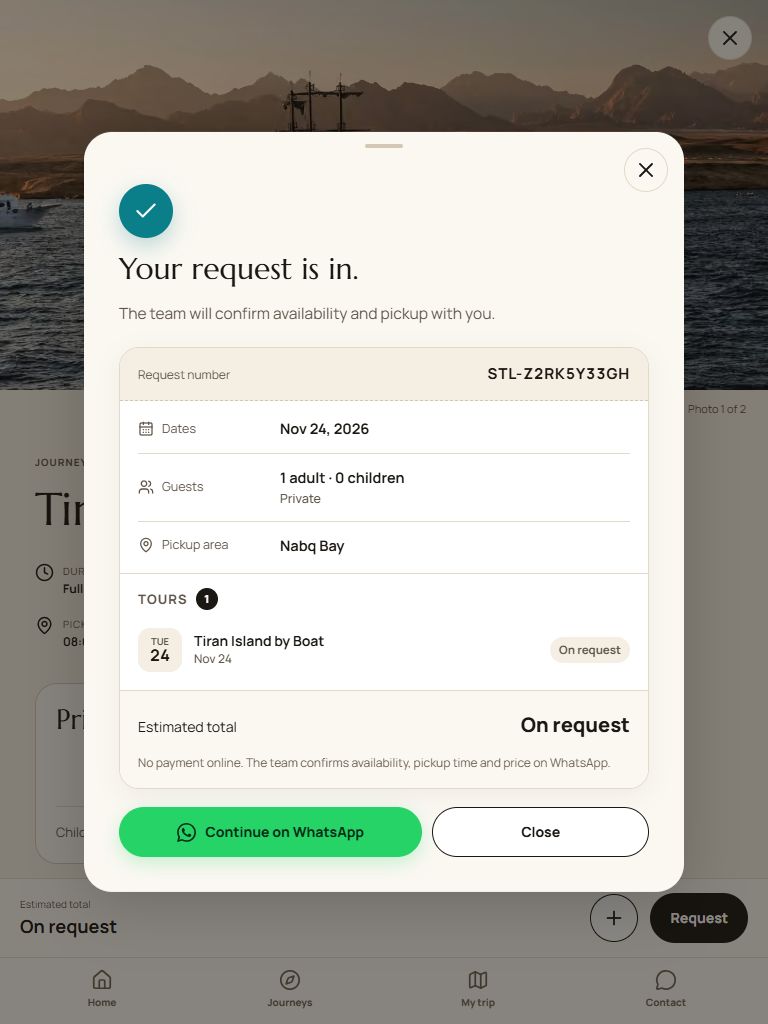 Your request is in.
The team will confirm availability and pickup with you.
Request number STL-Z2RK5Y33GH
Dates Nov 24, 2026
Guests 1 adult · 0 children
Private
Pickup area Nabq Bay
TOURS 1
TUE
24
Tiran Island by Boat
Nov 24
On request
Estimated total On request
No payment online. The team confirms availability, pickup time and price on WhatsApp.
Continue on WhatsApp
Close
Photo 1 of 2
Estimated total
On request
Request
Home
Journeys
My trip
Contact